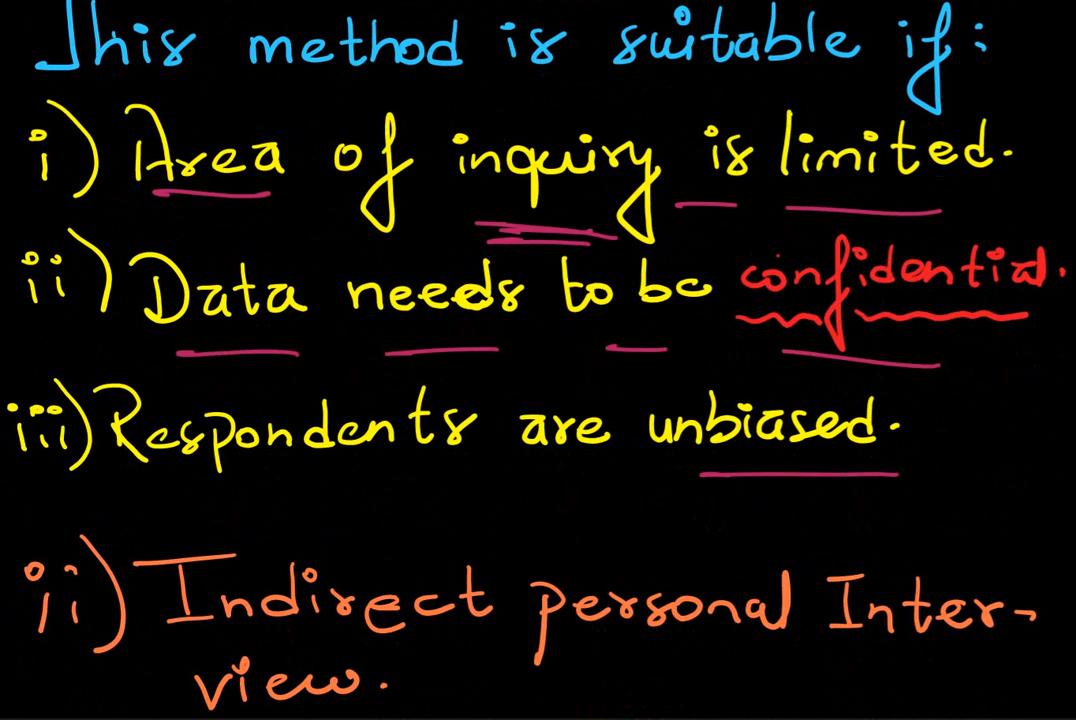 This method is suitable if:
i) Area of inquiry is limited.
ii) Data needs to be confidential.
iii) Respondents are unbiased.
ii) Indirect personal Inter-
view.